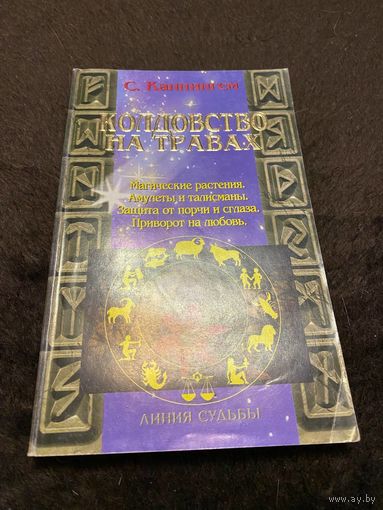 С. Каннингем
КОЛДОВСТВО
НА ТРАВАХ
Магические растения.
Амулеты и талисманы.
Защита от порчи и сглаза.
Приворот на любовь.
ЛИНИЯ СУДЬБЫ
www.ay.by